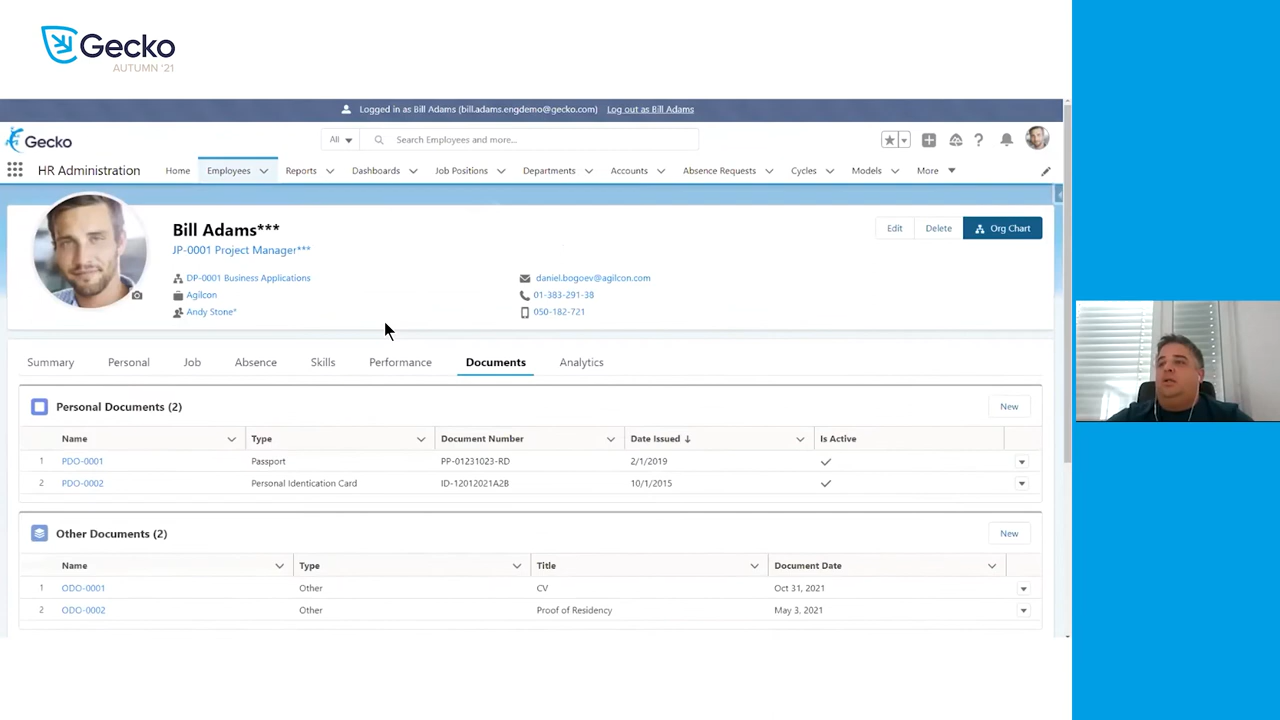 Gecko
AUTUMN '21
Logged in as Bill Adams (bill.adams.engdemo@gecko.com) Log out as Bill Adams
Gecko
All
Search Employees and more...
HR Administration
Home
Employees
Reports
Dashboards
Job Positions
Departments
Accounts
Absence Requests
Cycles
Models
More
Bill Adams***
JP-0001 Project Manager***
Edit
Delete
Org Chart
DP-0001 Business Applications
daniel.bogoev@agilcon.com
Agilcon
01-383-291-38
Andy Stone*
050-182-721
Summary
Personal
Job
Absence
Skills
Performance
Documents
Analytics
Personal Documents (2)
New
Name Type Document Number Date Issued Is Active
1 PDO-0001 Passport PP-01231023-RD 2/1/2019
2 PDO-0002 Personal Identication Card ID-12012021A2B 10/1/2015
Other Documents (2)
New
Name Type Title Document Date
1 ODO-0001 Other CV Oct 31, 2021
2 ODO-0002 Other Proof of Residency May 3, 2021